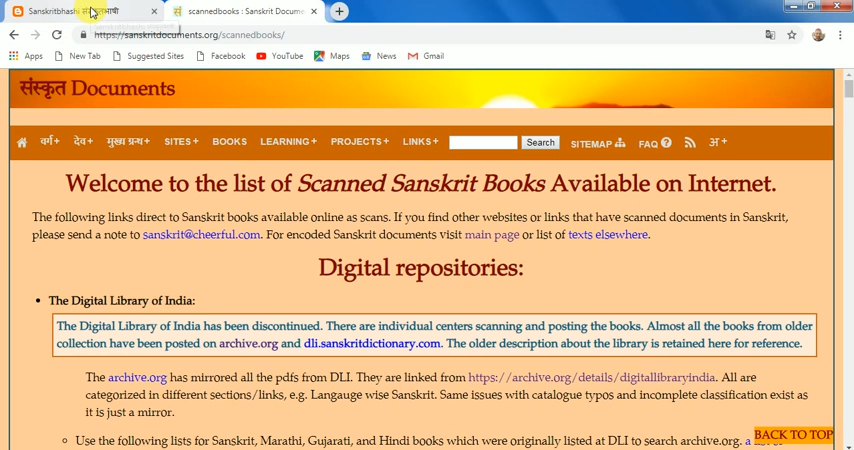 Sanskritbhashi संस्कृतभाषी
scannedbooks : Sanskrit Docume
https://sanskritdocuments.org/scannedbooks/
Apps New Tab Suggested Sites Facebook YouTube Maps News Gmail
संस्कृत Documents
वर्ग+ देव+ मुख्य ग्रन्थ+ SITES+ BOOKS LEARNING+ PROJECTS+ LINKS+ Search SITEMAP FAQ अ+
Welcome to the list of Scanned Sanskrit Books Available on Internet.
The following links direct to Sanskrit books available online as scans. If you find other websites or links that have scanned documents in Sanskrit,
please send a note to sanskrit@cheerful.com. For encoded Sanskrit documents visit main page or list of texts elsewhere.
Digital repositories:
• The Digital Library of India:
The Digital Library of India has been discontinued. There are individual centers scanning and posting the books. Almost all the books from older
collection have been posted on archive.org and dli.sanskritdictionary.com. The older description about the library is retained here for reference.
The archive.org has mirrored all the pdfs from DLI. They are linked from https://archive.org/details/digitallibraryindia. All are
categorized in different sections/links, e.g. Langauge wise Sanskrit. Same issues with catalogue typos and incomplete classification exist as
it is just a mirror.
BACK TO TOP
Use the following lists for Sanskrit, Marathi, Gujarati, and Hindi books which were originally listed at DLI to search archive.org.